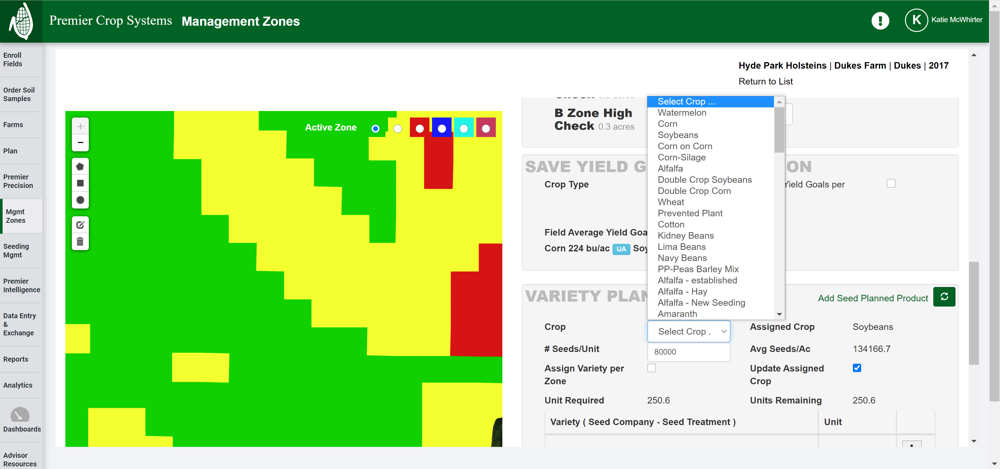 Premier Crop Systems Management Zones
! K Katie McWhirter
Enroll
Fields
Order Soil
Samples
Farms
Plan
Premier
Precision
Mgmt
Zones
Seeding
Mgmt
Premier
Intelligence
Data Entry
&
Exchange
Reports
Analytics
Dashboards
Advisor
Resources
Hyde Park Holsteins | Dukes Farm | Dukes | 2017
Return to List
+
−
Active Zone
B Zone High
Check 0.3 acres
SAVE YIELD G
ON
Crop Type
Yield Goals per
Field Average Yield Goa
Corn 224 bu/ac UA Soy
Select Crop ...
Watermelon
Corn
Soybeans
Corn on Corn
Corn-Silage
Alfalfa
Double Crop Soybeans
Double Crop Corn
Wheat
Prevented Plant
Cotton
Kidney Beans
Lima Beans
Navy Beans
PP-Peas Barley Mix
Alfalfa - established
Alfalfa - Hay
Alfalfa - New Seeding
Amaranth
VARIETY PLAN
Add Seed Planned Product
Crop Select Crop . Assigned Crop Soybeans
# Seeds/Unit 80000 Avg Seeds/Ac 134166.7
Assign Variety per
Zone
Update Assigned
Crop
Unit Required 250.6 Units Remaining 250.6
Variety ( Seed Company - Seed Treatment ) Unit